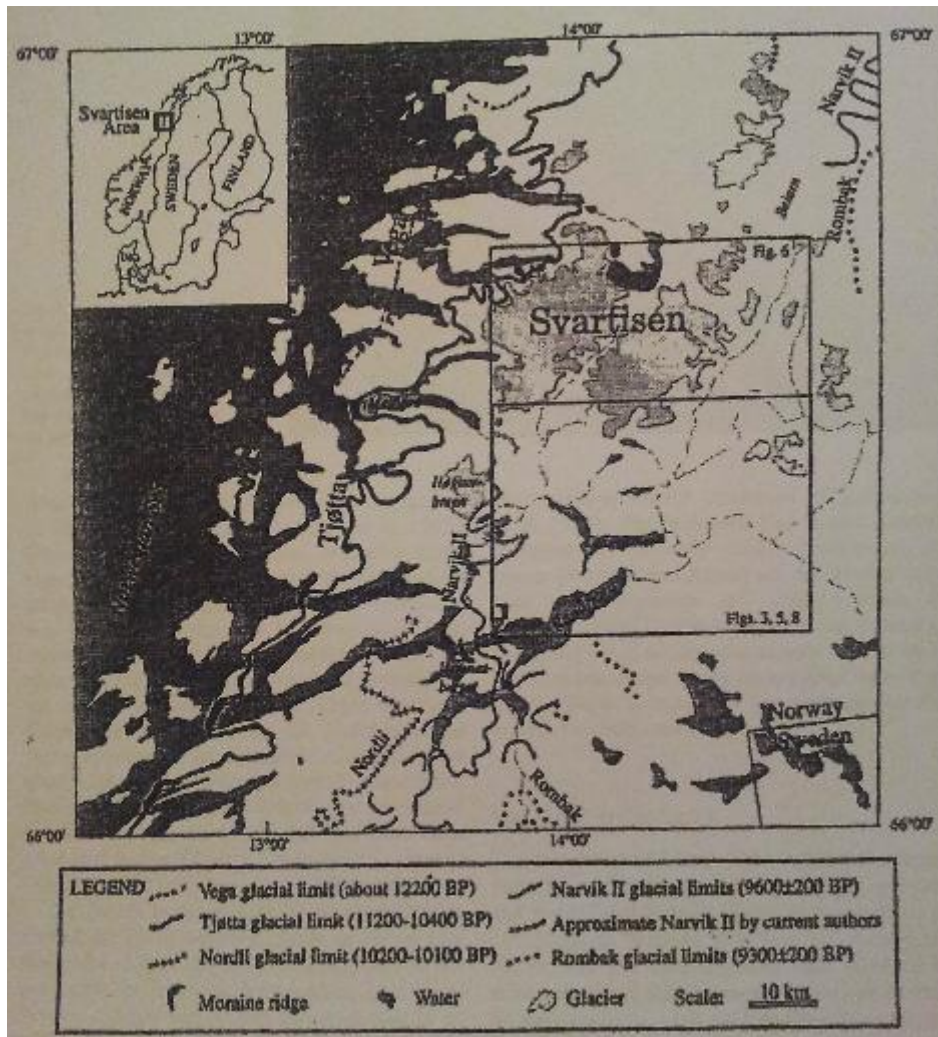 67°00'
13°00'
14°00'
67°00'
Svartisen
Area
NORWAY
SWEDEN
FINLAND
Narvik II
Rombak
Vega
Fig. 6
Svartisen
Tjøtta
Narvik II
Figs. 3, 5, 8
Nordli
Rombak
Norway
Sweden
66°00'
13°00'
14°00'
66°00'
LEGEND
Vega glacial limit (about 12200 BP)
Narvik II glacial limits (9600±200 BP)
Tjøtta glacial limit (11200-10400 BP)
Approximate Narvik II by current authors
Nordli glacial limit (10200-10100 BP)
Rombak glacial limits (9300±200 BP)
Moraine ridge
Water
Glacier
Scale: 10 km